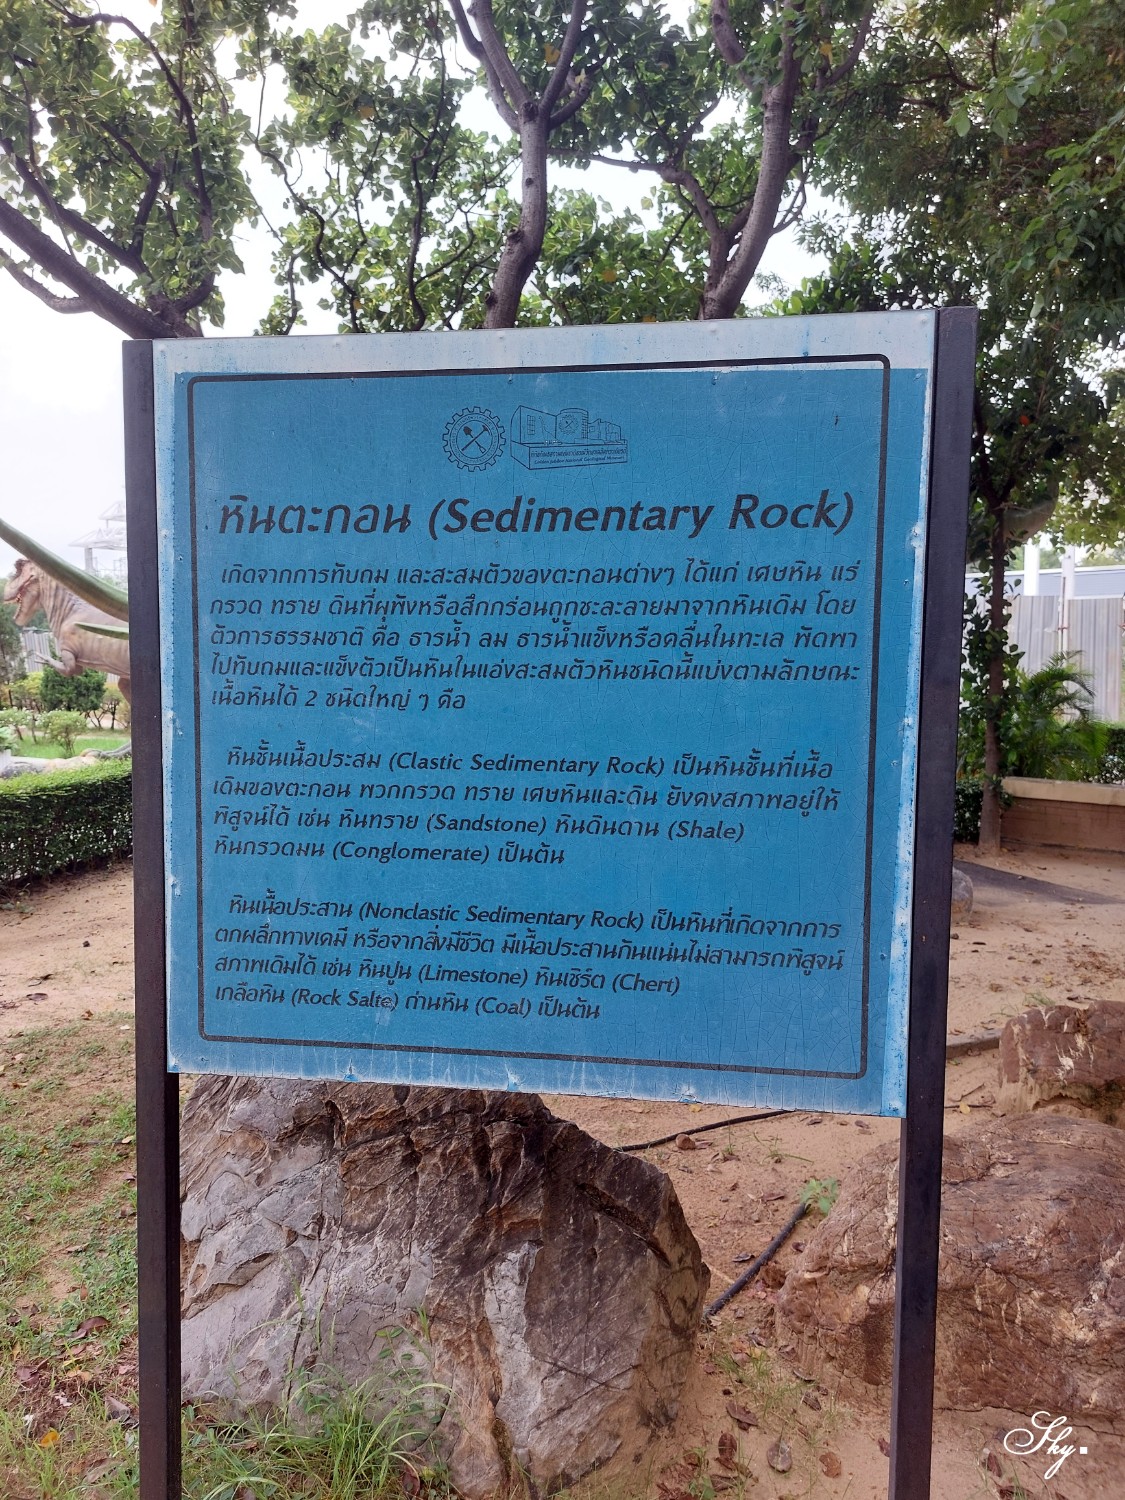 หินตะกอน (Sedimentary Rock)
เกิดจากการทับถม และสะสมตัวของตะกอนต่างๆ ได้แก่ เศษหิน แร่
กรวด ทราย ดินที่ผุพังหรือสึกกร่อนถูกชะละลายมาจากหินเดิม โดย
ตัวการธรรมชาติ คือ ธารน้ำ ลม ธารน้ำแข็งหรือคลื่นในทะเล พัดพา
ไปทับถมและแข็งตัวเป็นหินในแอ่งสะสมตัวหินชนิดนี้แบ่งตามลักษณะ
เนื้อหินได้ 2 ชนิดใหญ่ ๆ คือ
หินชั้นเนื้อประสม (Clastic Sedimentary Rock) เป็นหินชั้นที่เนื้อ
เดิมของตะกอน พวกกรวด ทราย เศษหินและดิน ยังคงสภาพอยู่ให้
พิสูจน์ได้ เช่น หินทราย (Sandstone) หินดินดาน (Shale)
หินกรวดมน (Conglomerate) เป็นต้น
หินเนื้อประสาน (Nonclastic Sedimentary Rock) เป็นหินที่เกิดจากการ
ตกผลึกทางเคมี หรือจากสิ่งมีชีวิต มีเนื้อประสานกันแน่นไม่สามารถพิสูจน์
สภาพเดิมได้ เช่น หินปูน (Limestone) หินเชิร์ต (Chert)
เกลือหิน (Rock Salte) ถ่านหิน (Coal) เป็นต้น
Sky.